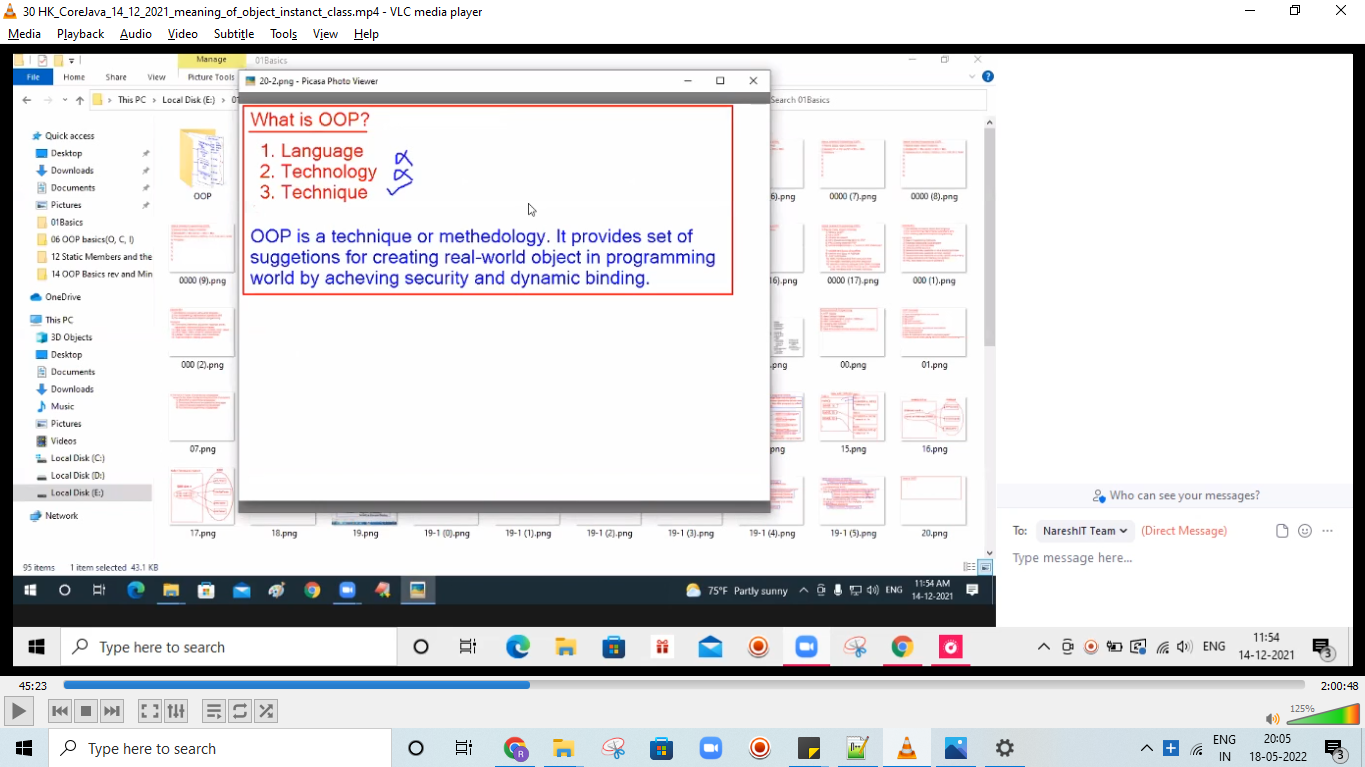 30 HK_CoreJava_14_12_2021_meaning_of_object_instanct_class.mp4 - VLC media player
Media Playback Audio Video Subtitle Tools View Help
Manage 01Basics
File Home Share View Picture Tools
20-2.png - Picasa Photo Viewer
This PC Local Disk (E:) Search 01Basics
What is OOP?
1. Language
2. Technology
3. Technique
OOP is a technique or methedology. It provides set of
suggetions for creating real-world object in programming
world by acheving security and dynamic binding.
Quick access
Desktop
Downloads
Documents
Pictures
01Basics
06 OOP basics(O, C, I)
12 Static Members and the
14 OOP Basics rev and Min
OneDrive
This PC
3D Objects
Desktop
Documents
Downloads
Music
Pictures
Videos
Local Disk (C:)
Local Disk (D:)
Local Disk (E:)
Network
OOP 0000 (7).png 0000 (8).png
0000 (9).png 0000 (17).png 000 (1).png
000 (2).png .png 00.png 01.png
07.png .png 15.png 16.png
17.png 18.png 19.png 19-1 (0).png 19-1 (1).png 19-1 (2).png 19-1 (3).png 19-1 (4).png 19-1 (5).png 20.png
95 items 1 item selected 43.1 KB
75°F Partly sunny ENG 11:54 AM
14-12-2021
Who can see your messages?
To: NareshIT Team (Direct Message)
Type message here...
Type here to search ENG 11:54
14-12-2021 3
45:23 2:00:48
125%
Type here to search R ENG 20:05
IN 18-05-2022 3